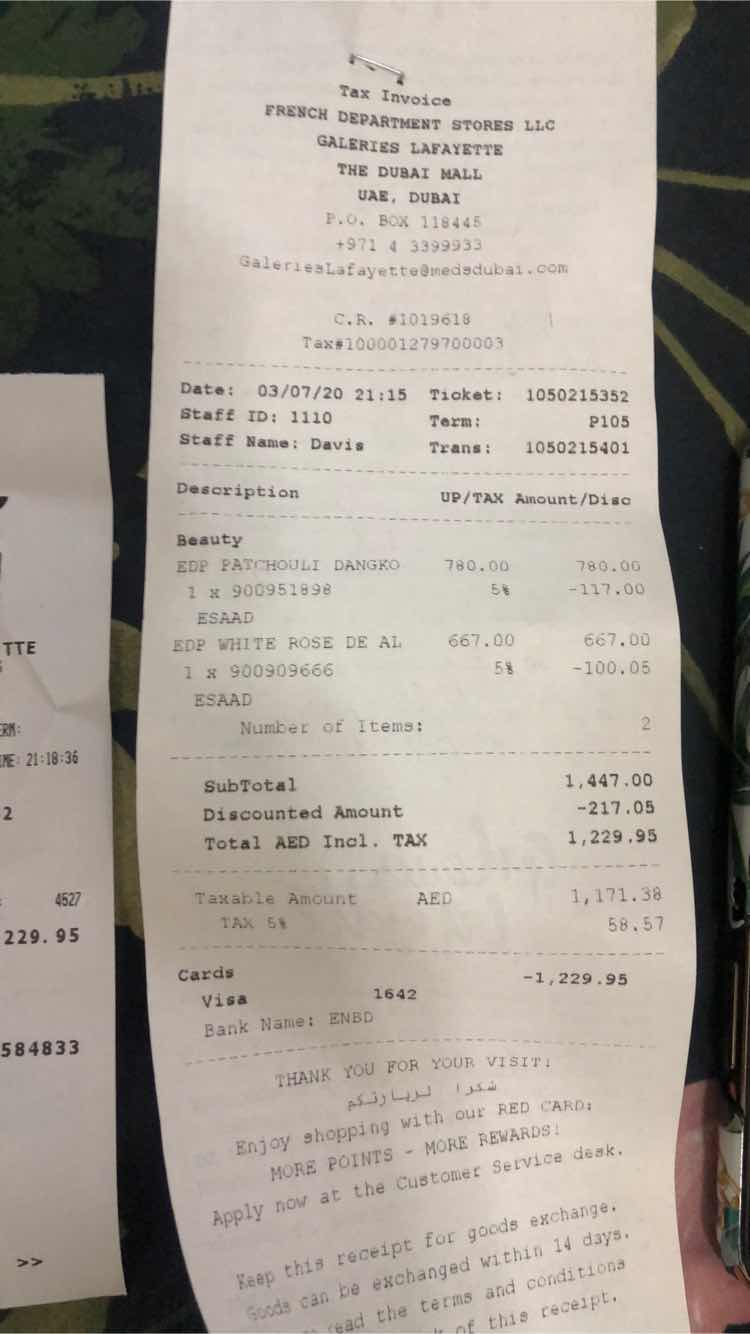 Tax Invoice
FRENCH DEPARTMENT STORES LLC
GALERIES LAFAYETTE
THE DUBAI MALL
UAE, DUBAI
P.O. BOX 118445
+971 4 3399933
GaleriesLafayette@medsdubai.com
C.R. #1019618
Tax#100001279700003
Date: 03/07/20 21:15 Ticket: 1050215352
Staff ID: 1110 Term: P105
Staff Name: Davis Trans: 1050215401
Description UP/TAX Amount/Disc
Beauty
EDP PATCHOULI DANGKO 780.00 780.00
1 x 900951898 5% -117.00
ESAAD
EDP WHITE ROSE DE AL 667.00 667.00
1 x 900909666 5% -100.05
ESAAD
Number of Items: 2
SubTotal 1,447.00
Discounted Amount -217.05
Total AED Incl. TAX 1,229.95
Taxable Amount AED 1,171.38
TAX 5% 58.57
Cards -1,229.95
Visa 1642
Bank Name: ENBD
THANK YOU FOR YOUR VISIT!
شكرا لزيارتكم
Enjoy shopping with our RED CARD:
MORE POINTS - MORE REWARDS!
Apply now at the Customer Service desk.
Keep this receipt for goods exchange.
Goods can be exchanged within 14 days.
ead the terms and conditions
of this receipt.
TTE
ERM:
ME: 21:18:36
2
4527
229.95
584833
>>